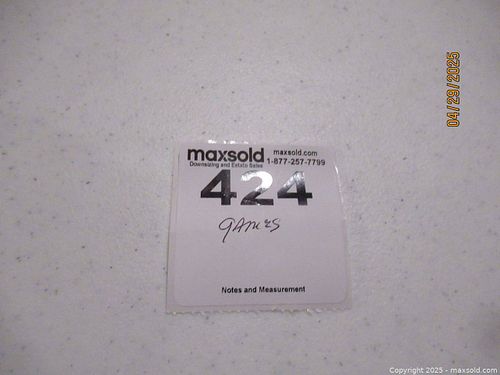 04/29/2025
maxsold
Downsizing and Estate Sales
maxsold.com
1-877-257-7799
424
games
Notes and Measurement
Copyright 2025 - maxsold.com